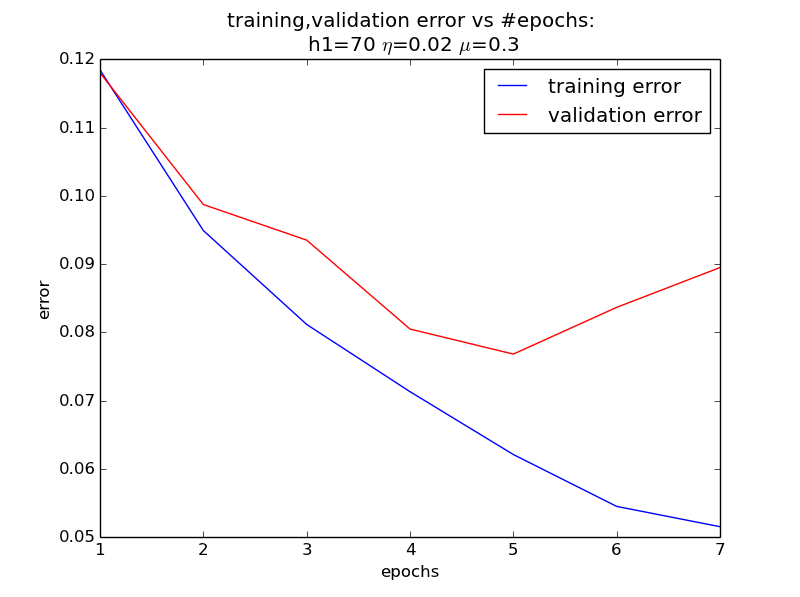 training,validation error vs #epochs:
h1=70 η=0.02 μ=0.3
0.12
training error
validation error
0.11
0.10
0.09
error
0.08
0.07
0.06
0.05
1 2 3 4 5 6 7
epochs